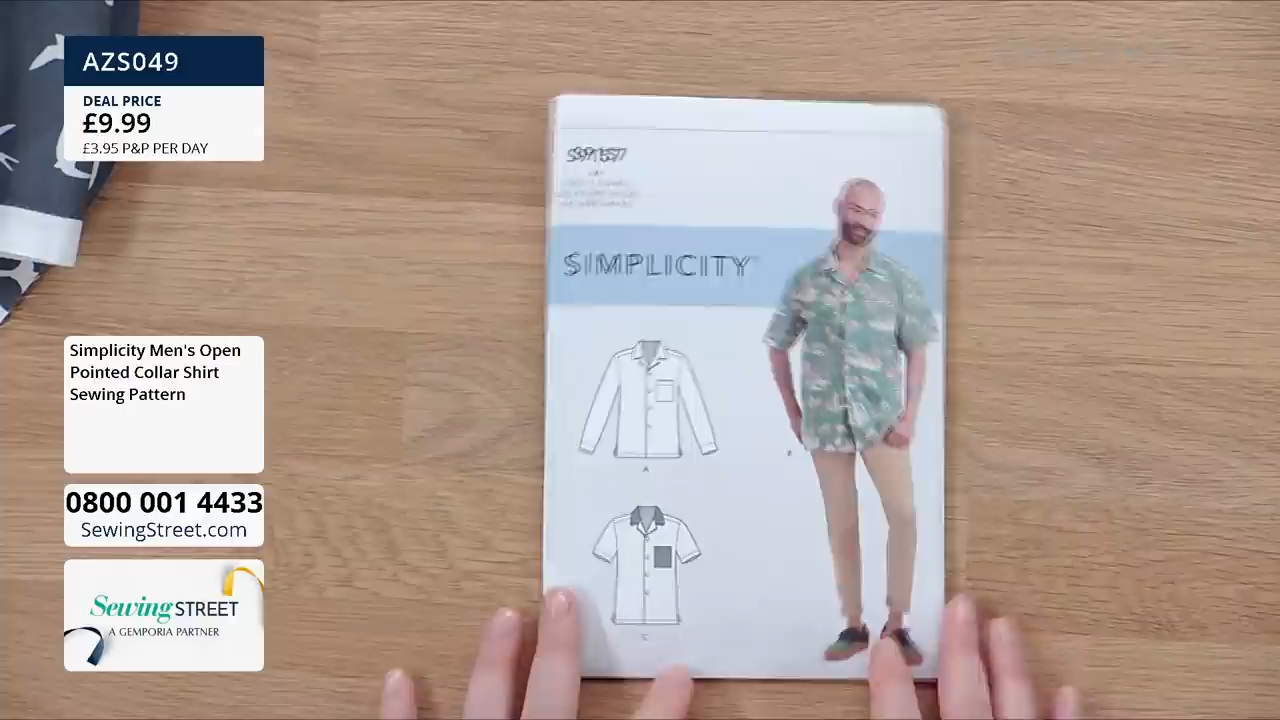 AZS049
DEAL PRICE
£9.99
£3.95 P&P PER DAY
Simplicity Men's Open
Pointed Collar Shirt
Sewing Pattern
0800 001 4433
SewingStreet.com
Sewing STREET
A GEMPORIA PARTNER
SIMPLICITY
A